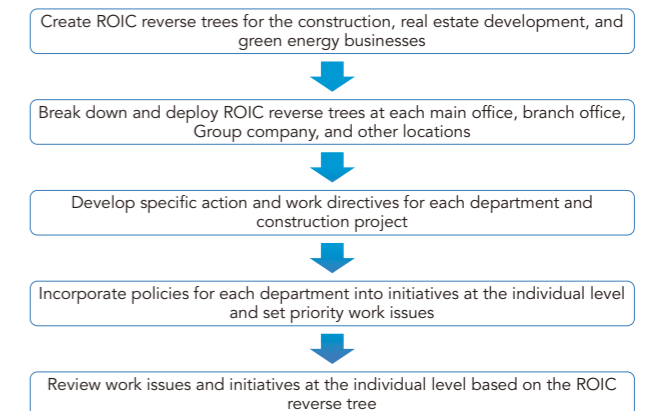 Create ROIC reverse trees for the construction, real estate development, and
green energy businesses
Break down and deploy ROIC reverse trees at each main office, branch office,
Group company, and other locations
Develop specific action and work directives for each department and
construction project
Incorporate policies for each department into initiatives at the individual level
and set priority work issues
Review work issues and initiatives at the individual level based on the ROIC
reverse tree